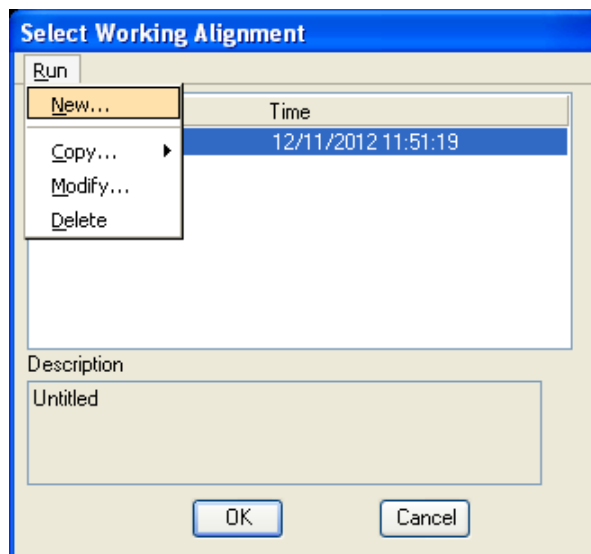 Select Working Alignment
Run
New...
Time
12/11/2012 11:51:19
Copy...
Modify...
Delete
Description
Untitled
OK Cancel